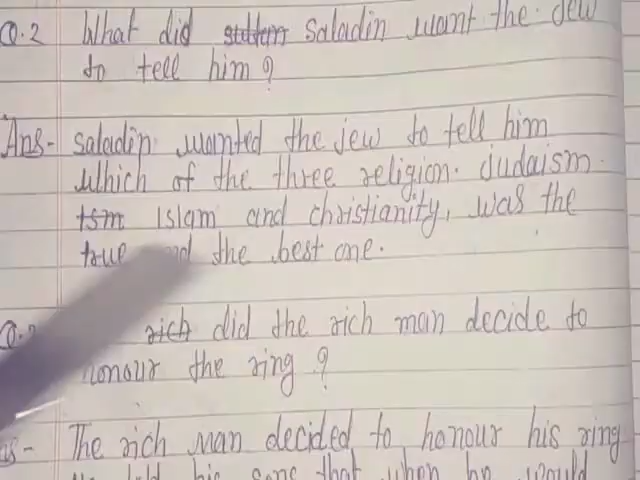 Q.2 What did Saladin want the Jew
to tell him?
Ans- Saladin wanted the jew to tell him
which of the three religion. Judaism
Islam and christianity, was the
true and the best one.
rich did the rich man decide to
honour the ring?
The rich man decided to honour his ring
his sons that when he would